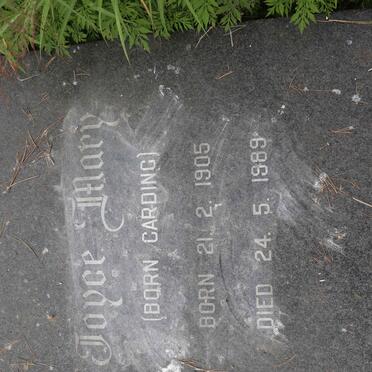 Joyce Mary
(BORN CARDING)
BORN 21. 2. 1905
DIED 24. 5. 1989